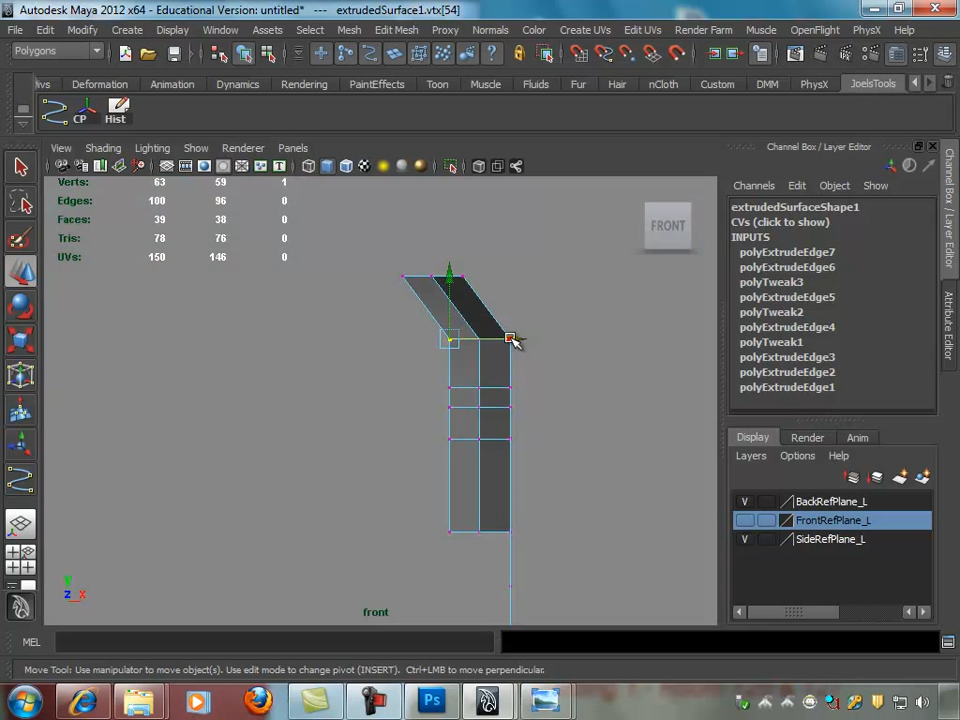 Autodesk Maya 2012 x64 - Educational Version: untitled* --- extrudedSurface1.vtx[54]
File Edit Modify Create Display Window Assets Select Mesh Edit Mesh Proxy Normals Color Create UVs Edit UVs Render Farm Muscle OpenFlight PhysX Help
Polygons
ivs Deformation Animation Dynamics Rendering PaintEffects Toon Muscle Fluids Fur Hair nCloth Custom DMM PhysX JoelsTools
CP Hist
View Shading Lighting Show Renderer Panels
Channel Box / Layer Editor
Verts: 63 59 1
Edges: 100 96 0
Faces: 39 38 0
Tris: 78 76 0
UVs: 150 146 0
FRONT
front
y
z x
Channels Edit Object Show
extrudedSurfaceShape1
CVs (click to show)
INPUTS
polyExtrudeEdge7
polyExtrudeEdge6
polyTweak3
polyExtrudeEdge5
polyTweak2
polyExtrudeEdge4
polyTweak1
polyExtrudeEdge3
polyExtrudeEdge2
polyExtrudeEdge1
Display Render Anim
Layers Options Help
V BackRefPlane_L
FrontRefPlane_L
V SideRefPlane_L
Channel Box / Layer Editor
Attribute Editor
MEL
Move Tool: Use manipulator to move object(s). Use edit mode to change pivot (INSERT). Ctrl+LMB to move perpendicular.
Ps